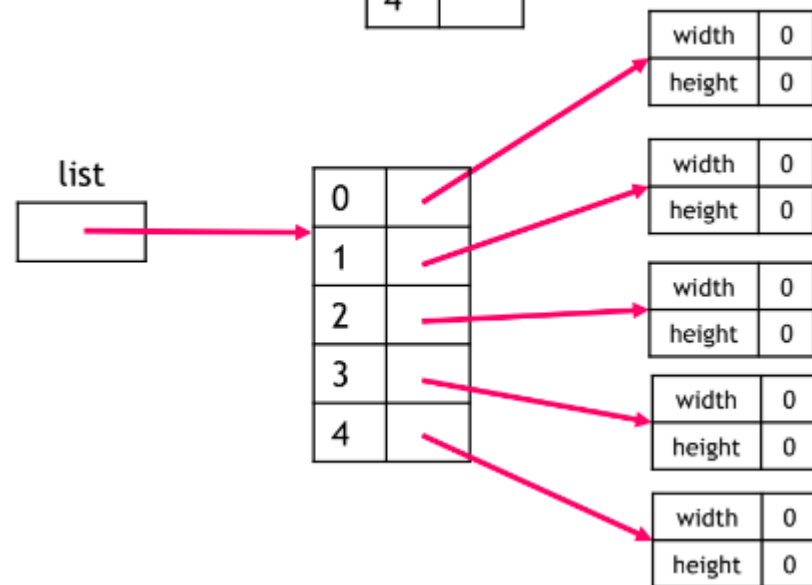 4
width 0
height 0
list
0
1
2
3
4
width 0
height 0
width 0
height 0
width 0
height 0
width 0
height 0